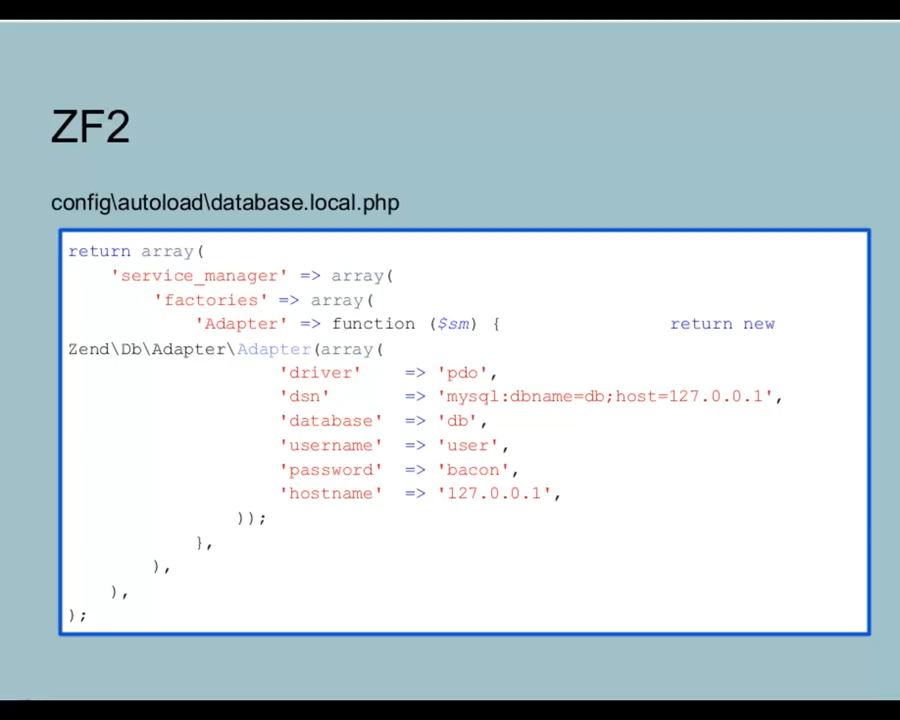 ZF2
config\autoload\database.local.php
return array(
    'service_manager' => array(
        'factories' => array(
            'Adapter' => function ($sm) {                return new
Zend\Db\Adapter\Adapter(array(
                    'driver'    => 'pdo',
                    'dsn'       => 'mysql:dbname=db;host=127.0.0.1',
                    'database'  => 'db',
                    'username'  => 'user',
                    'password'  => 'bacon',
                    'hostname'  => '127.0.0.1',
                ));
            },
        ),
    ),
);